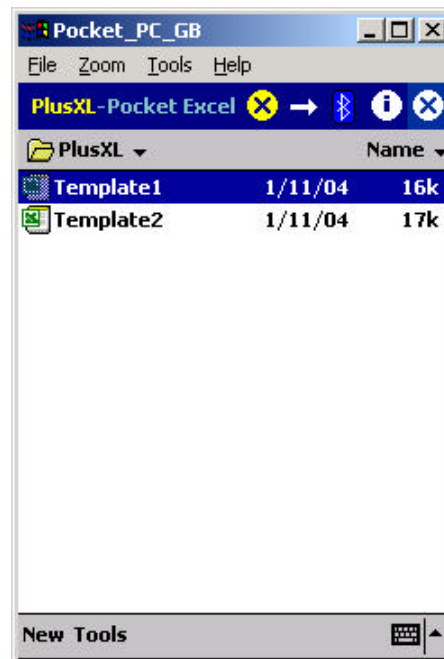 Pocket_PC_GB
File Zoom Tools Help
PlusXL-Pocket Excel
PlusXL Name
Template1 1/11/04 16k
Template2 1/11/04 17k
New Tools